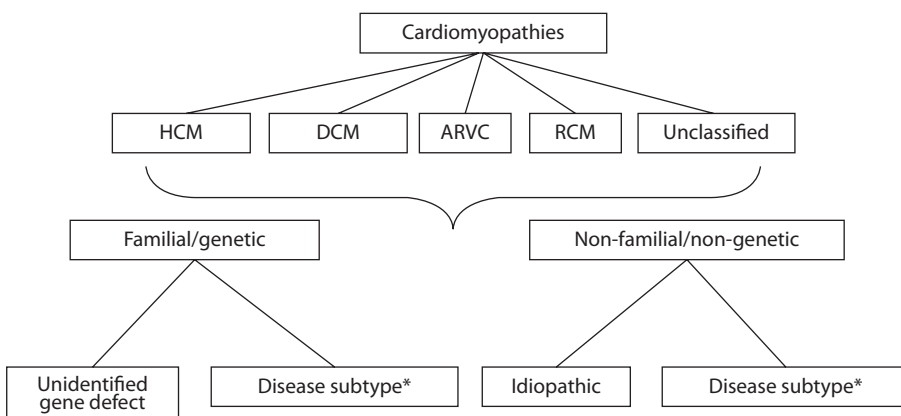 Cardiomyopathies
HCM
DCM
ARVC
RCM
Unclassified
Familial/genetic
Non-familial/non-genetic
Unidentified
gene defect
Disease subtype*
Idiopathic
Disease subtype*